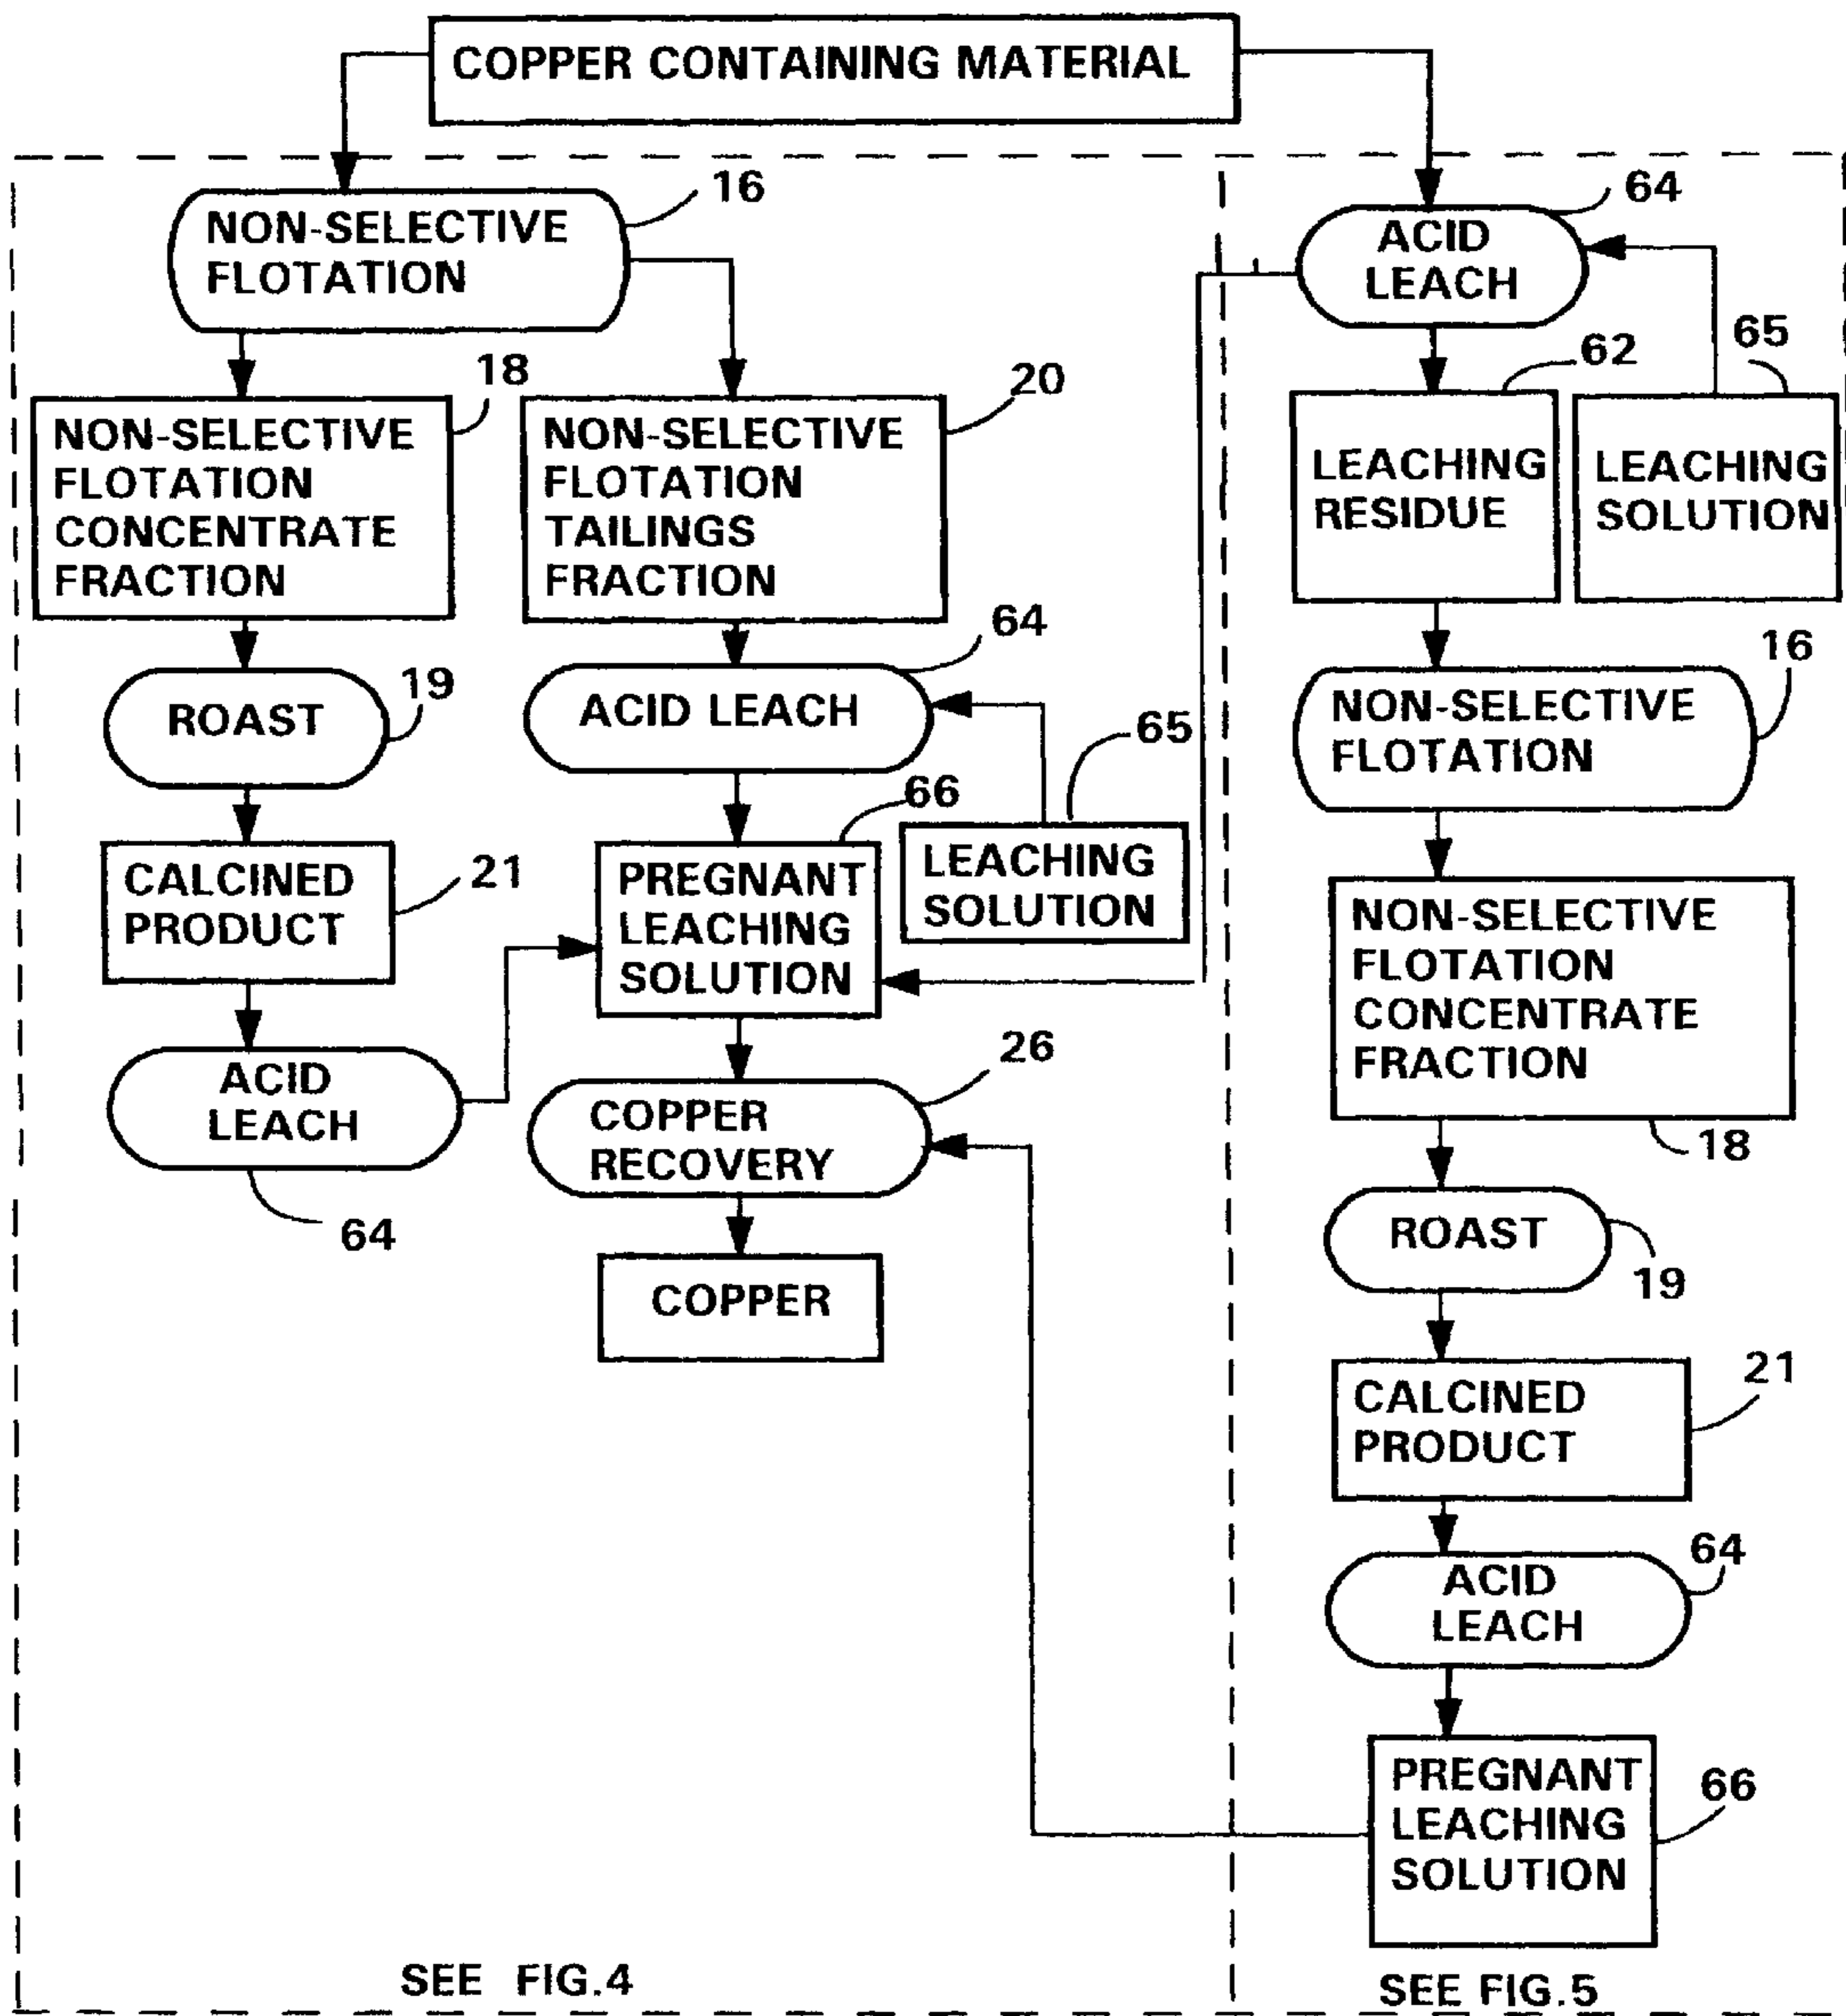 COPPER CONTAINING MATERIAL
16
NON-SELECTIVE
FLOTATION
18
NON-SELECTIVE
FLOTATION
CONCENTRATE
FRACTION
20
NON-SELECTIVE
FLOTATION
TAILINGS
FRACTION
19
ROAST
64
ACID LEACH
65
LEACHING
SOLUTION
21
CALCINED
PRODUCT
66
PREGNANT
LEACHING
SOLUTION
ACID
LEACH
64
26
COPPER
RECOVERY
COPPER
SEE FIG.4
64
ACID
LEACH
62
LEACHING
RESIDUE
65
LEACHING
SOLUTION
16
NON-SELECTIVE
FLOTATION
NON-SELECTIVE
FLOTATION
CONCENTRATE
FRACTION
18
ROAST
19
21
CALCINED
PRODUCT
64
ACID
LEACH
66
PREGNANT
LEACHING
SOLUTION
SEE FIG.5